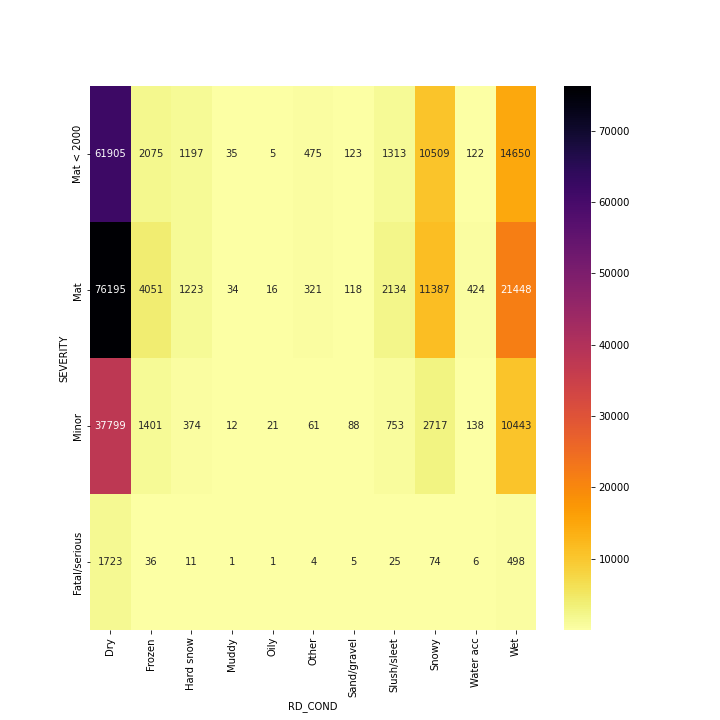 Mat < 2000
61905 2075 1197 35 5 475 123 1313 10509 122 14650
Mat
76195 4051 1223 34 16 321 118 2134 11387 424 21448
Minor
37799 1401 374 12 21 61 88 753 2717 138 10443
Fatal/serious
1723 36 11 1 1 4 5 25 74 6 498
SEVERITY
Dry
Frozen
Hard snow
Muddy
Oily
Other
Sand/gravel
Slush/sleet
Snowy
Water acc
Wet
RD_COND
70000
60000
50000
40000
30000
20000
10000